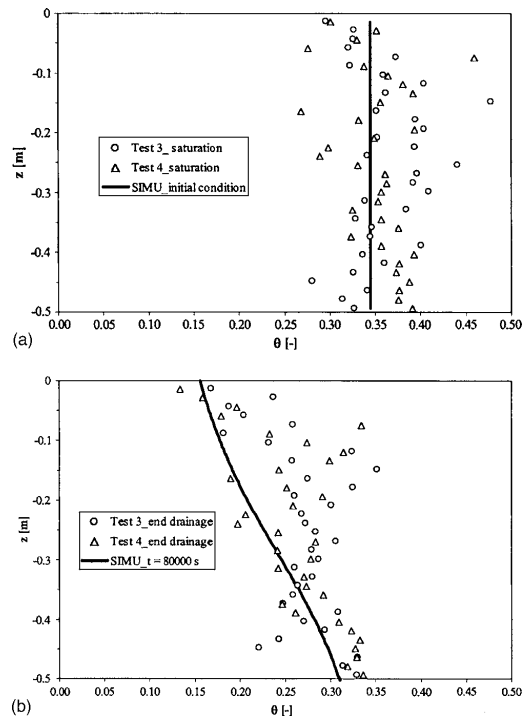 0
-0.1
-0.2
-0.3
-0.4
-0.5
z [m]
Test 3_ saturation
Test 4_saturation
SIMU_initial condition
0.00 0.05 0.10 0.15 0.20 0.25 0.30 0.35 0.40 0.45 0.50
(a)
θ [-]
0
-0.1
-0.2
-0.3
-0.4
-0.5
z [m]
Test 3_end drainage
Test 4_end drainage
SIMU_t = 80000 s
0.00 0.05 0.10 0.15 0.20 0.25 0.30 0.35 0.40 0.45 0.50
(b)
θ [-]